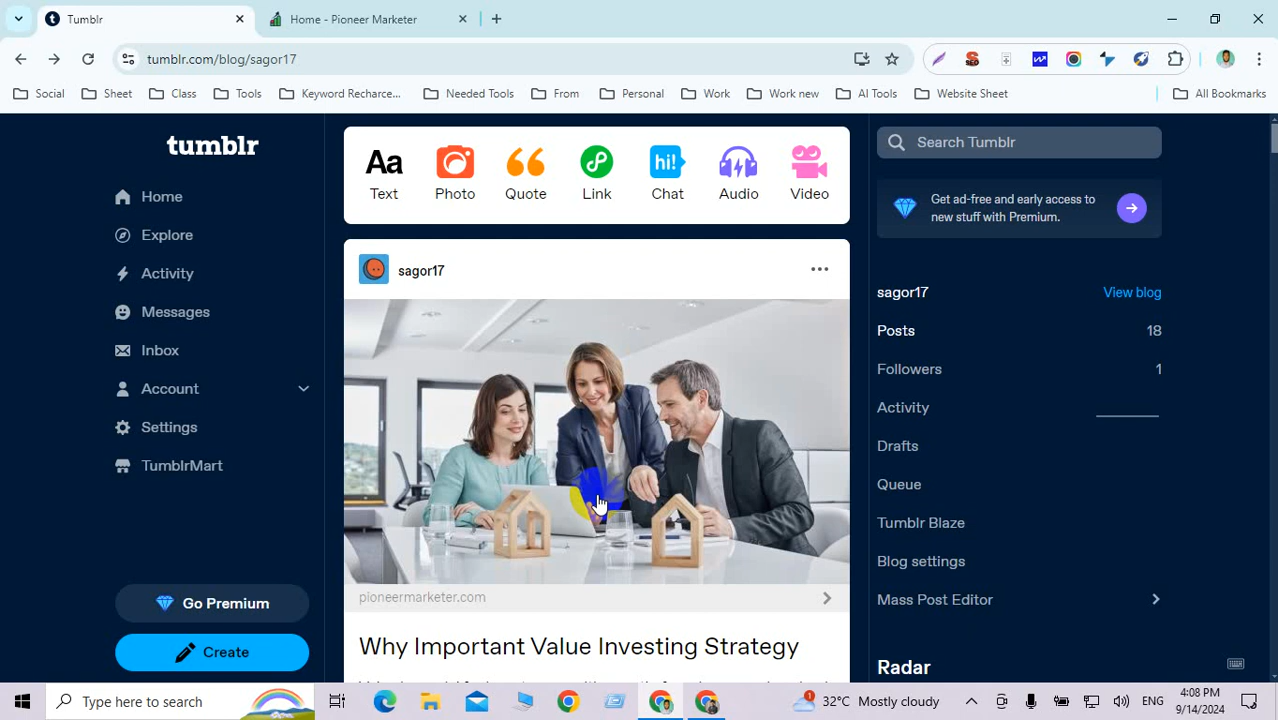 Tumblr
Home - Pioneer Marketer
tumblr.com/blog/sagor17
Social
Sheet
Class
Tools
Keyword Recharce...
Needed Tools
From
Personal
Work
Work new
AI Tools
Website Sheet
All Bookmarks
tumblr
Home
Explore
Activity
Messages
Inbox
Account
Settings
TumblrMart
Go Premium
Create
Aa
hi!
Text
Photo
Quote
Link
Chat
Audio
Video
sagor17
pioneermarketer.com
Why Important Value Investing Strategy
Search Tumblr
Get ad-free and early access to
new stuff with Premium.
sagor17 View blog
Posts 18
Followers 1
Activity
Drafts
Queue
Tumblr Blaze
Blog settings
Mass Post Editor
Radar
Type here to search
1
32°C Mostly cloudy
ENG
4:08 PM
9/14/2024